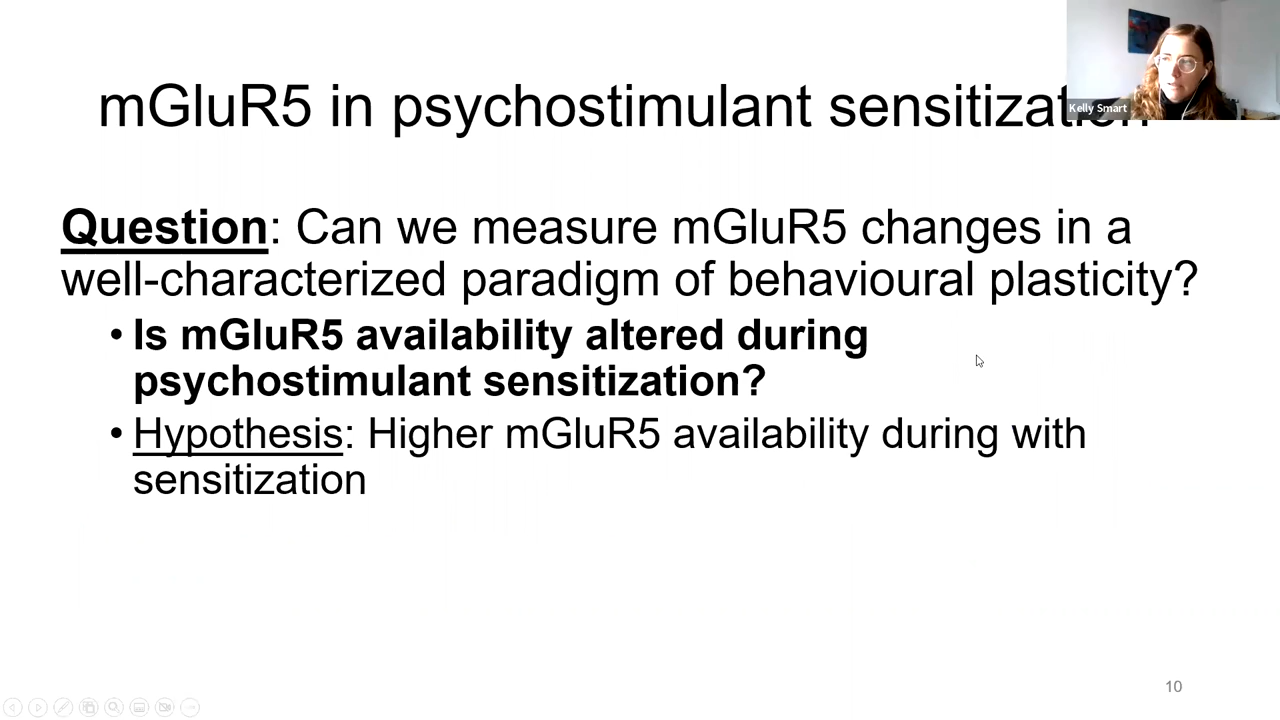 mGluR5 in psychostimulant sensitization
Kelly Smart
Question: Can we measure mGluR5 changes in a
well-characterized paradigm of behavioural plasticity?
• Is mGluR5 availability altered during
psychostimulant sensitization?
• Hypothesis: Higher mGluR5 availability during with
sensitization
10